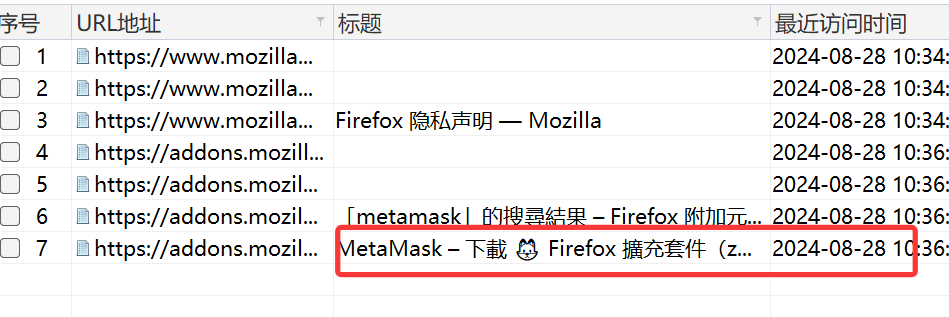 序号 URL地址 标题 最近访问时间
1 https://www.mozilla... 2024-08-28 10:34:
2 https://www.mozilla... 2024-08-28 10:34:
3 https://www.mozilla... Firefox 隐私声明 — Mozilla 2024-08-28 10:34:
4 https://addons.mozill... 2024-08-28 10:36:
5 https://addons.mozill... 2024-08-28 10:36:
6 https://addons.mozill... 「metamask」的搜尋結果 – Firefox 附加元... 2024-08-28 10:36:
7 https://addons.mozill... MetaMask – 下載 🦊 Firefox 擴充套件（z... 2024-08-28 10:36: